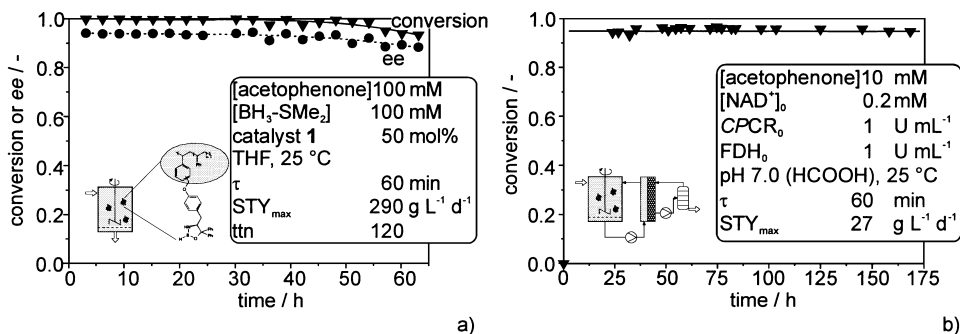 conversion or ee / -
1.0
0.8
0.6
0.4
0.2
0.0
conversion
ee
[acetophenone] 100 mM
[BH₃-SMe₂] 100 mM
catalyst 1 50 mol%
THF, 25 °C
τ 60 min
STYmax 290 g L⁻¹ d⁻¹
ttn 120
0 10 20 30 40 50 60
time / h
a)
conversion / -
1.0
0.8
0.6
0.4
0.2
0.0
[acetophenone] 10 mM
[NAD⁺]₀ 0.2 mM
CPCR₀ 1 U mL⁻¹
FDH₀ 1 U mL⁻¹
pH 7.0 (HCOOH), 25 °C
τ 60 min
STYmax 27 g L⁻¹ d⁻¹
0 25 50 75 100 125 150 175
time / h
b)